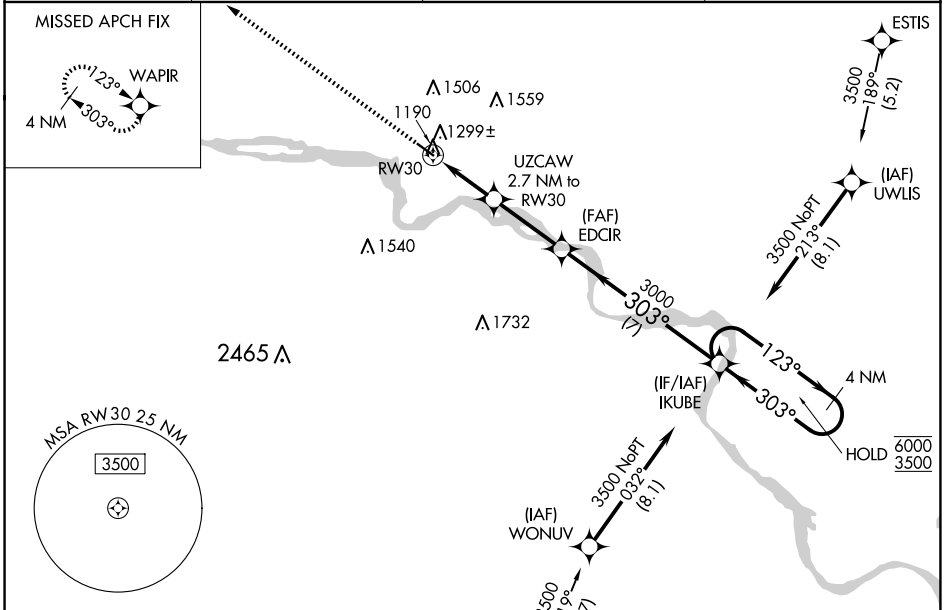 MISSED APCH FIX
WAPIR
123°
303°
4 NM
1506
1559
1190
1299±
RW30
UZCAW
2.7 NM to
RW30
(FAF)
EDCIR
1540
1732
2465
3000
303°
(7)
ESTIS
3500
189°
(5.2)
(IAF)
UWLIS
3500 NoPT
213°
(8.1)
(IF/IAF)
IKUBE
123°
303°
4 NM
HOLD
6000
3500
MSA RW30 25 NM
3500
3500 NoPT
032°
(8.1)
(IAF)
WONUV